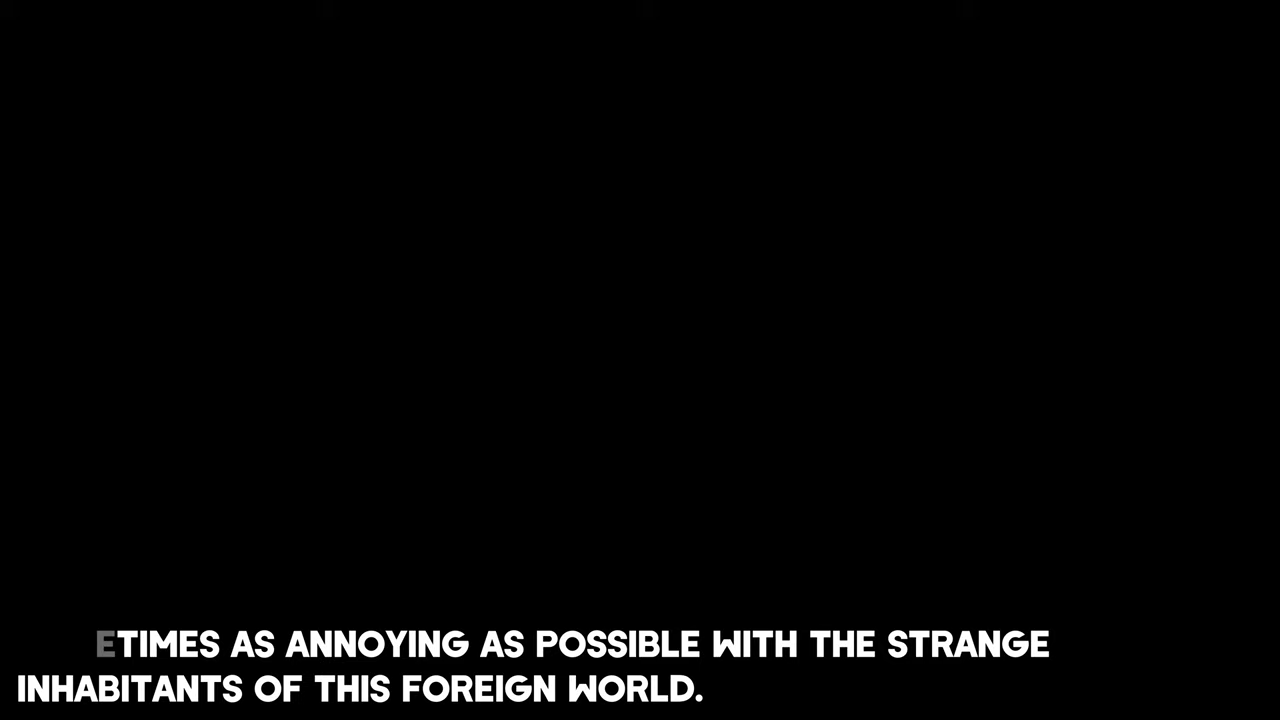 ETIMES AS ANNOYING AS POSSIBLE WITH THE STRANGE
INHABITANTS OF THIS FOREIGN WORLD.